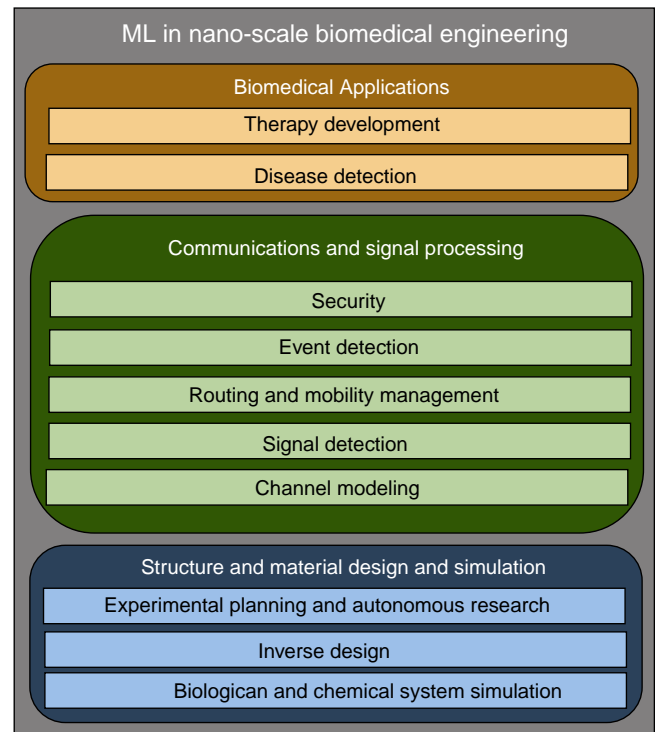 ML in nano-scale biomedical engineering
Biomedical Applications
Therapy development
Disease detection
Communications and signal processing
Security
Event detection
Routing and mobility management
Signal detection
Channel modeling
Structure and material design and simulation
Experimental planning and autonomous research
Inverse design
Biologican and chemical system simulation